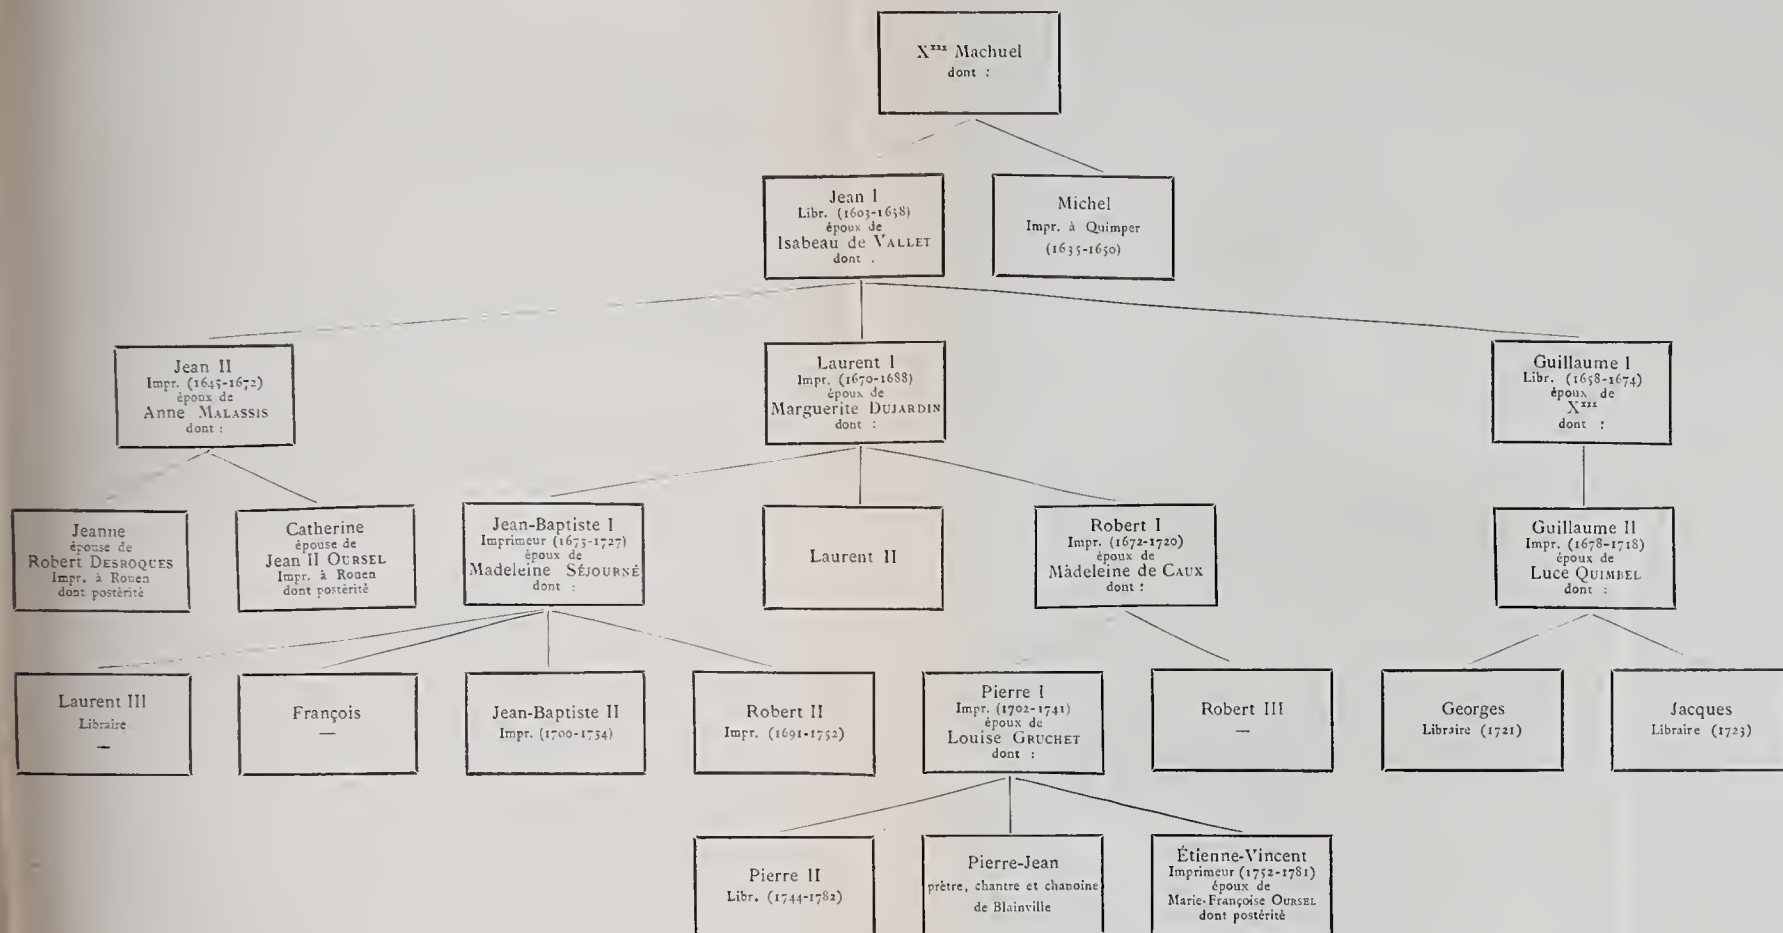 Xxxx Machuel
dont :
Jean I
Libr. (1603-1638)
époux de
Isabeau de VALLET
dont .
Michel
Impr. à Quimper
(1635-1650)
Jean II
Impr. (1645-1672)
époux de
Anne MALASSIS
dont :
Laurent I
Impr. (1670-1688)
époux de
Marguerite DUJARDIN
dont :
Guillaume I
Libr. (1658-1674)
époux de
Xxxx
dont :
Jeanne
épouse de
Robert DESROQUES
Impr. à Rouen
dont postérité
Catherine
épouse de
Jean II OURSEL
Impr. à Rouen
dont postérité
Jean-Baptiste I
Imprimeur (1675-1727)
époux de
Madeleine SÉJOURNÉ
dont :
Laurent II
Robert I
Impr. (1672-1720)
époux de
Màdeleine de CAUX
dont :
Guillaume II
Impr. (1678-1718)
époux de
Luce QUIMBEL
dont :
Laurent III
Libraire
—
François
—
Jean-Baptiste II
Impr. (1700-1754)
Robert II
Impr. (1691-1752)
Pierre I
Impr. (1702-1741)
époux de
Louise GRUCHET
dont :
Robert III
—
Georges
Libraire (1721)
Jacques
Libraire (1723)
Pierre II
Libr. (1744-1782)
Pierre-Jean
prètre, chantre et chanoine
de Blainville
Étienne-Vincent
Imprimeur (1752-1781)
époux de
Marie-Françoise OURSEL
dont postérité